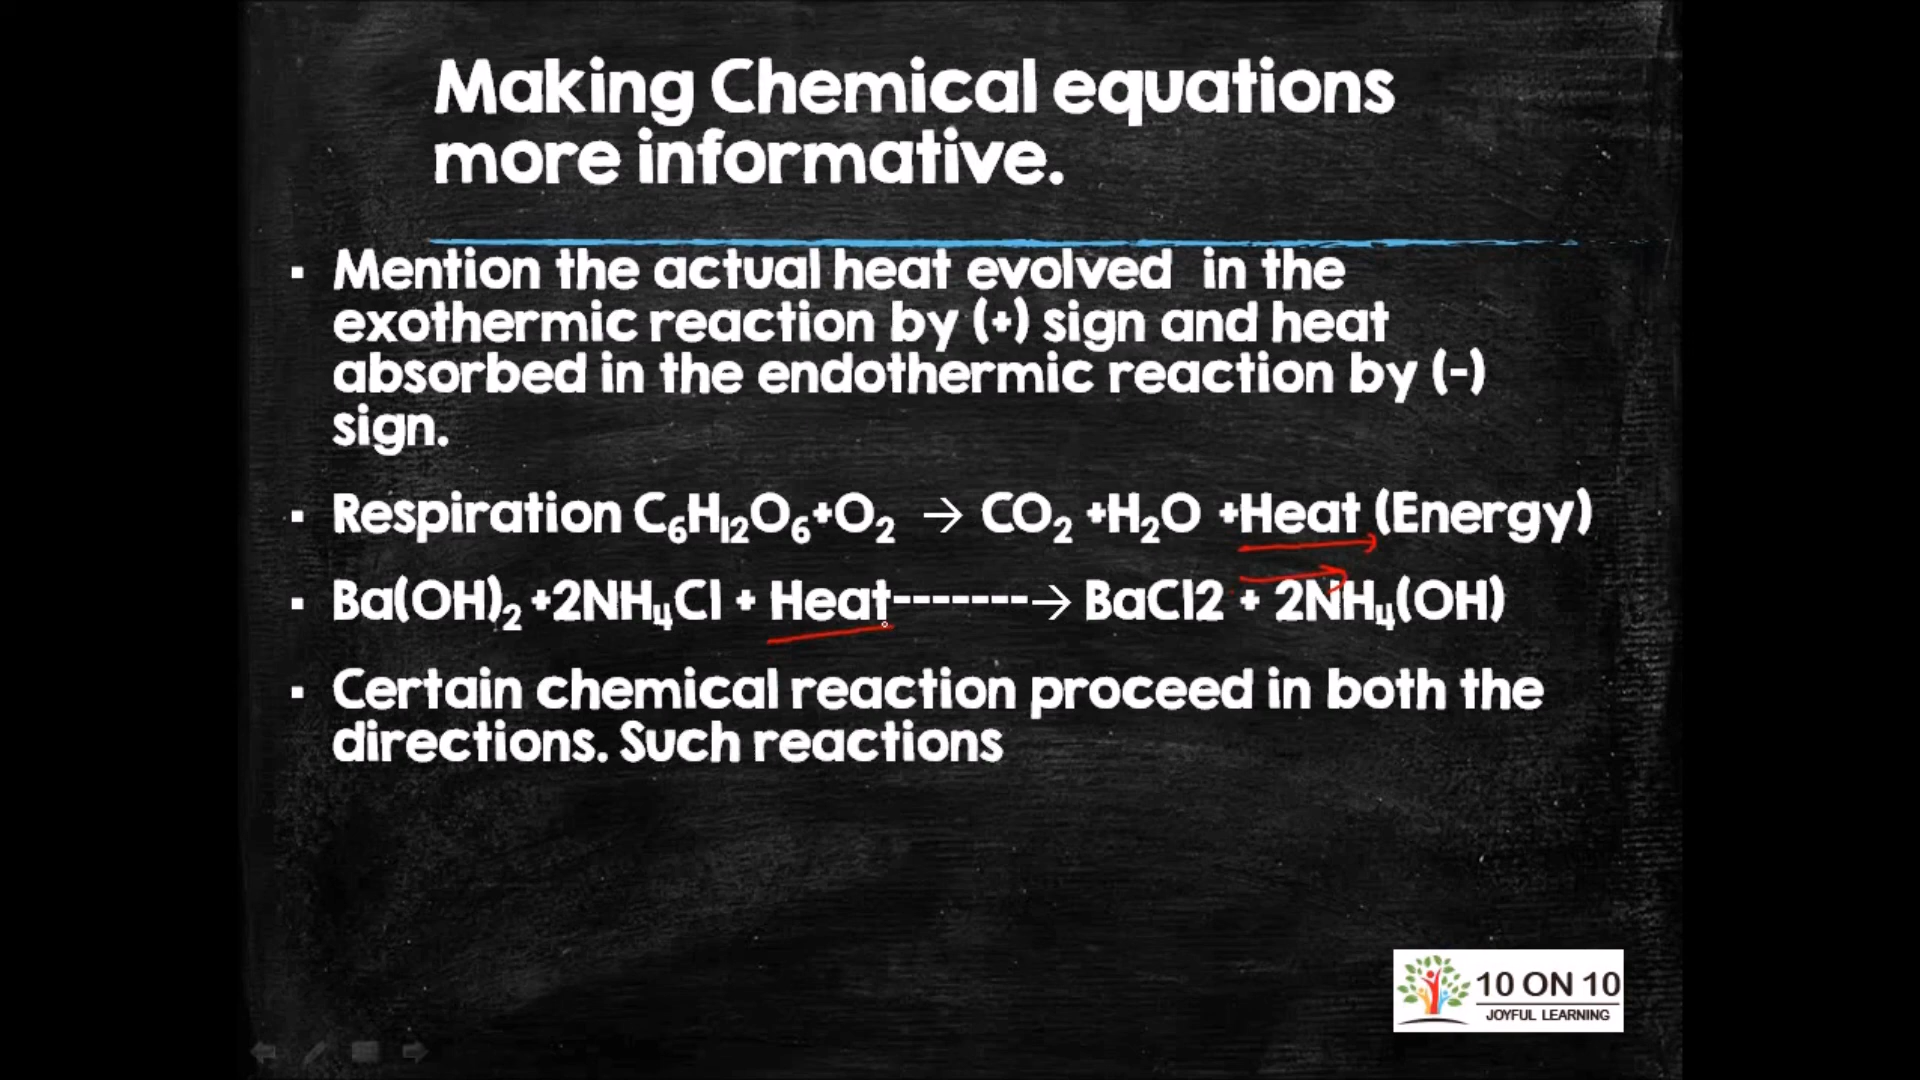 Making Chemical equations
more informative.
▪ Mention the actual heat evolved in the
exothermic reaction by (+) sign and heat
absorbed in the endothermic reaction by (-)
sign.
▪ Respiration C₆H₁₂O₆+O₂ → CO₂ +H₂O +Heat (Energy)
▪ Ba(OH)₂ +2NH₄Cl + Heat-------→ BaCl2 + 2NH₄(OH)
▪ Certain chemical reaction proceed in both the
directions. Such reactions
10 ON 10
JOYFUL LEARNING